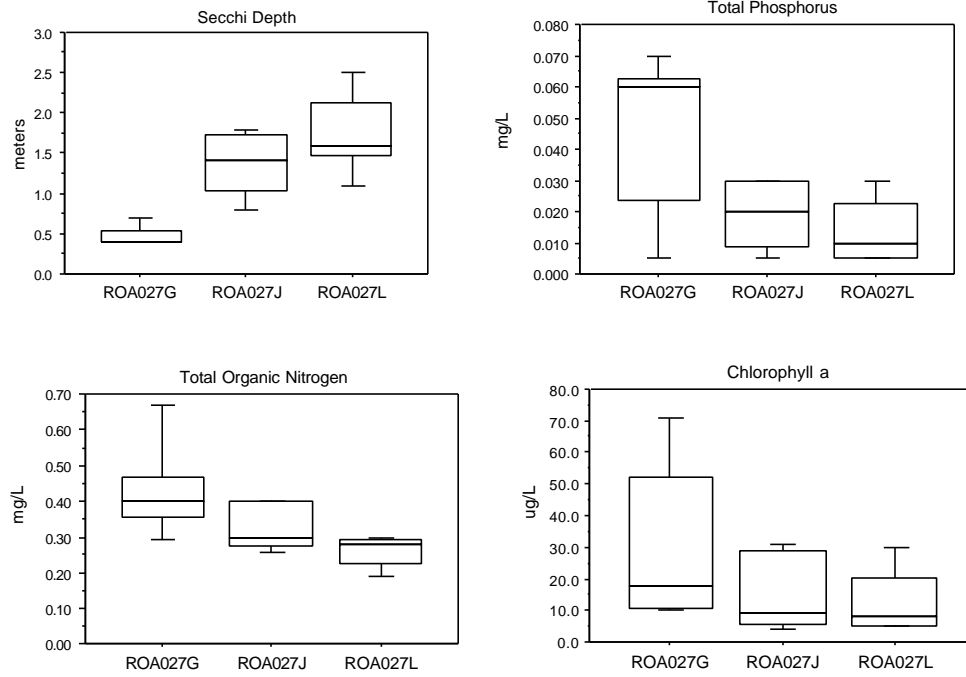 Secchi Depth
3.0
2.5
2.0
1.5
1.0
0.5
0.0
meters
ROA027G ROA027J ROA027L
Total Phosphorus
0.080
0.070
0.060
0.050
0.040
0.030
0.020
0.010
0.000
mg/L
ROA027G ROA027J ROA027L
Total Organic Nitrogen
0.70
0.60
0.50
0.40
0.30
0.20
0.10
0.00
mg/L
ROA027G ROA027J ROA027L
Chlorophyll a
80.0
70.0
60.0
50.0
40.0
30.0
20.0
10.0
0.0
ug/L
ROA027G ROA027J ROA027L